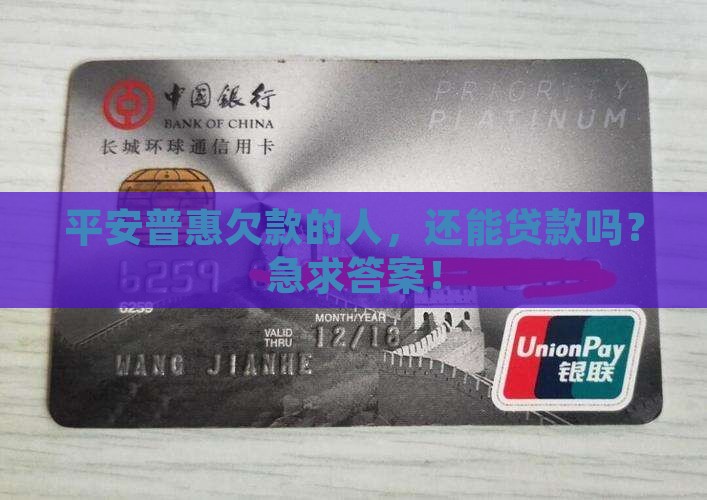 中国银行
BANK OF CHINA
长城环球通信用卡
PRIORITY
PLATINUM
平安普惠欠款的人，还能贷款吗？
急求答案！
6259
6259
MONTH/YEAR
VALID
THRU
12/18
WANG JIANHE
UnionPay
银联